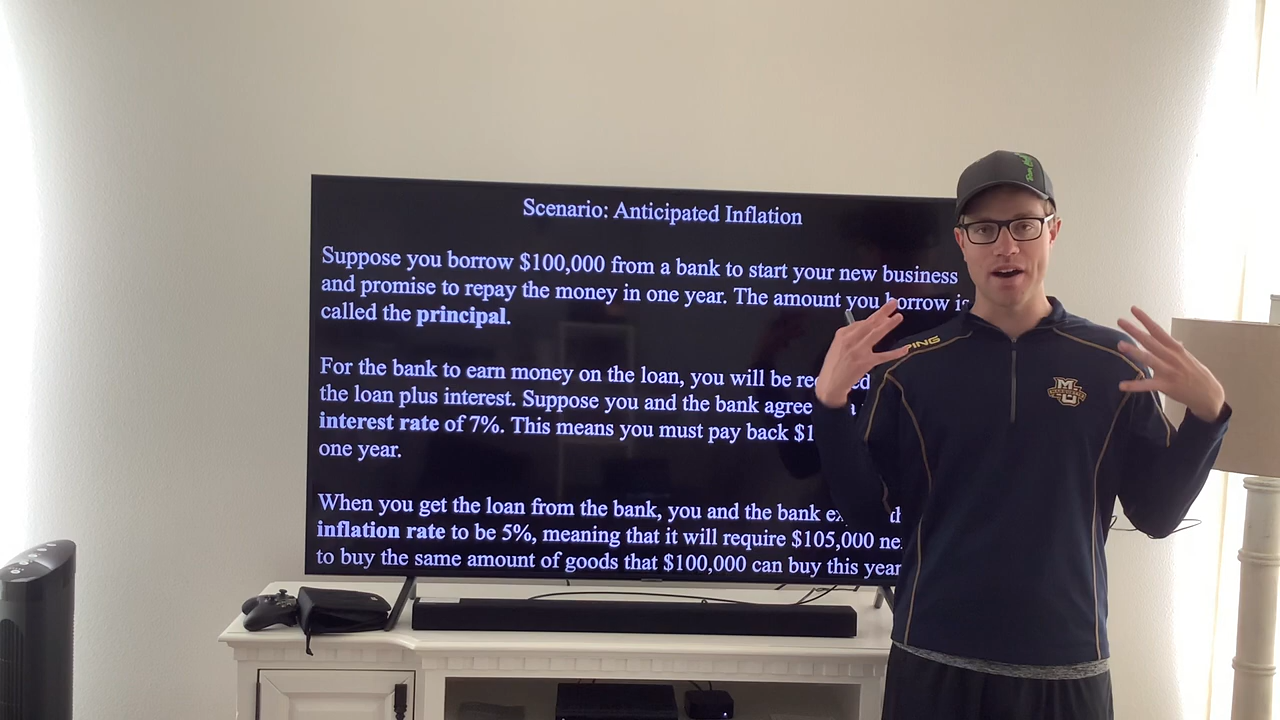 Scenario: Anticipated Inflation
Suppose you borrow $100,000 from a bank to start your new business
and promise to repay the money in one year. The amount you borrow is
called the principal.
For the bank to earn money on the loan, you will be
the loan plus interest. Suppose you and the bank agree a
interest rate of 7%. This means you must pay back
one year.
When you get the loan from the bank, you and the bank
inflation rate to be 5%, meaning that it will require $105,000
to buy the same amount of goods that $100,000 can buy this year
PING
MU